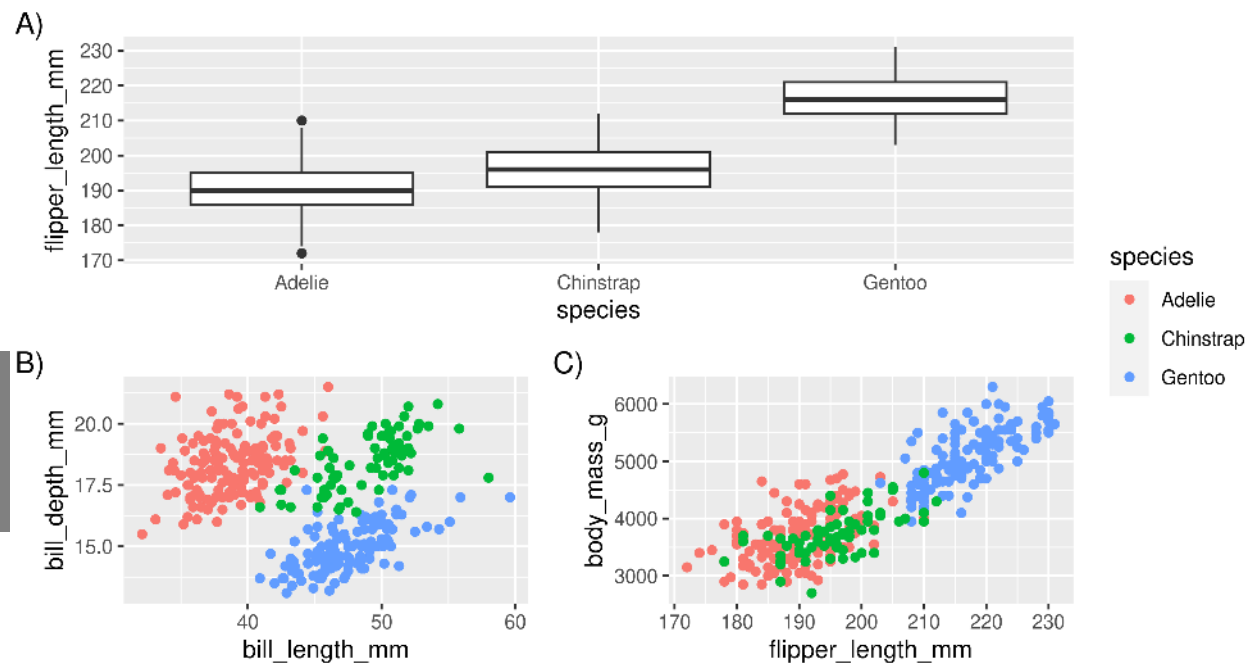 A)
flipper_length_mm
230
220
210
200
190
180
170
Adelie
Chinstrap
Gentoo
species
species
Adelie
Chinstrap
Gentoo
B)
bill_depth_mm
20.0
17.5
15.0
40
50
60
bill_length_mm
C)
body_mass_g
6000
5000
4000
3000
170
180
190
200
210
220
230
flipper_length_mm